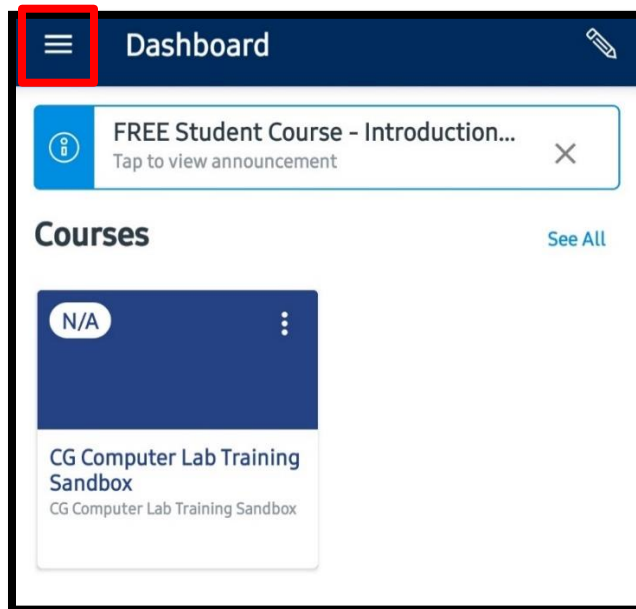 Dashboard
FREE Student Course - Introduction...
Tap to view announcement
Courses
See All
N/A
CG Computer Lab Training
Sandbox
CG Computer Lab Training Sandbox